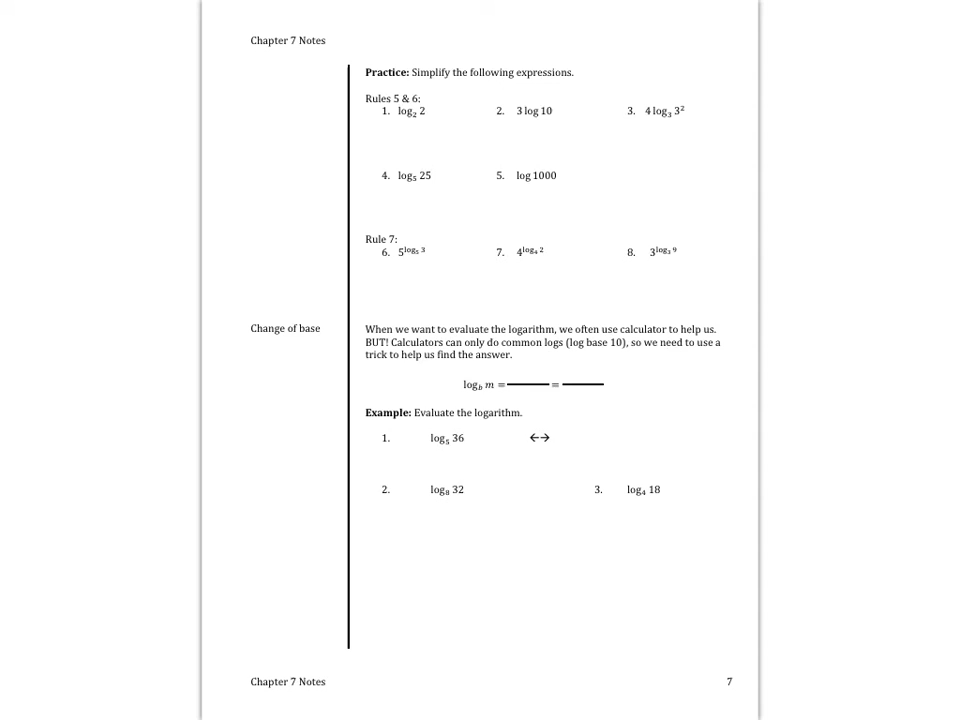 Chapter 7 Notes
Practice: Simplify the following expressions.
Rules 5 & 6:
1. log₂ 2 2. 3 log 10 3. 4 log₃ 3²
4. log₅ 25 5. log 1000
Rule 7:
6. 5^(log₅ 3) 7. 4^(log₄ 2) 8. 3^(log₃ 9)
Change of base
When we want to evaluate the logarithm, we often use calculator to help us.
BUT! Calculators can only do common logs (log base 10), so we need to use a
trick to help us find the answer.
log_b m = ——— = ———
Example: Evaluate the logarithm.
1. log₅ 36 ←→
2. log₈ 32 3. log₄ 18
Chapter 7 Notes 7